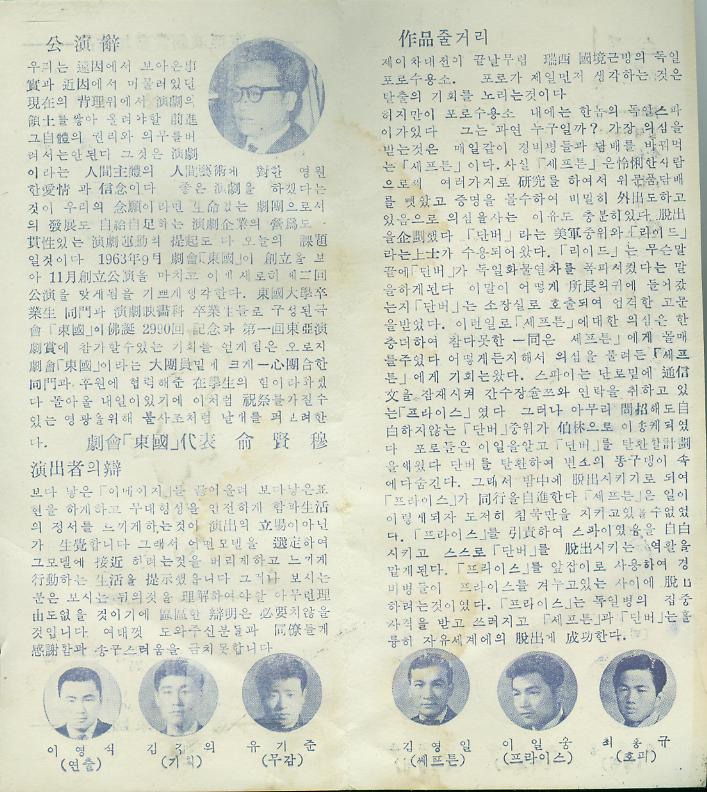 公演辭
우리는 遠因에서 보아온 史
實과 近因에서 머물러있던
現在의 背理위에서 演劇의
領土를쌓아 올려야할 前進
그自體의 권리와 의무를버
려서는안된다 그것은 演劇
이라는 人間主體의 人間藝術에 對한 영원
한愛情과 信念이다 좋은 演劇을 하겠다는
것이 우리의 念願이라면 生命있는 劇團으로서
의 發展도 自給自足하는 演劇企業의 營爲도
貫性있는 演劇運動의 提起도 다 오늘의 課題
일것이다 1963年9月 劇會「東國」이 創立을 보
아 11月創立公演을 마치고 이제 새로히 第二回
公演을 맞게됨을 기쁘게생각한다. 東國大學卒
業生 同門과 演劇映畵科 卒業生들로 구성된극
會「東國」이佛誕 2990回 記念과 第一回東亞演
劇賞에 참가할수있는 기회를 얻게됨은 오로지
劇會「東國」이라는 大團員밑에 크게 一心團合한
同門과 후원에 협력해준 在學生의 힘이라하겠
다 돌아올 내일이있기에 이처럼 祝祭를가질수
있는 영광을위해 불사조처럼 날개를 펴보려한
다. 劇會「東國」代表 俞賢穆
演出者의辯
보다 낳은「이메이지」를 끌어올려 보다낳은표
현을 하게하고 무대형상을 안전하게 함과生活
의 정서를 느끼게하는것이 演出의 立場이아닌
가 生覺합니다 그래서 어떤모델을 選定하여
그모델에 接近 하려는것을 버리게하고 느끼게
行動하는 生活을 提示했읍니다 그러나 보시는
분은 보시는 뒤의것을 理解하여야할 아무런理
山도없을 것이기에 區區한 辯明은 必要치않을
것입니다 여태껏 도와주신분들과 同僚들게
感謝함과 송구스러움을 금치못합니다
이영식
(연출)
김 의
(기획)
유기준
(무감)
作品줄거리
제이차대전이 끝날무렵 瑞西 國境근방의 독일
포로수용소. 포로가 제일먼저 생각하는것은
탈출의 기회를 노리는것이다
허지만이 포로수용소 내에는 한놈의 독일스파
이가있다 그는 과연 누구일까? 가장 의심을
받는것은 매일같이 경비병들과 담배를 바꿔먹
는「세프튼」이다. 사실「세프튼」은怜悧한사람
으로써 여러가지로 研究를 하여서 위문품담배
를 뺏았고 증명을 몰수하여 비밀히 外出도하고
있음으로 의심을사는 이유도 충분히있다 脫出
을企劃했다「단버」라는 美軍중위와「리이드」
라는上士가 수용되어왔다.「리이드」는 무슨말
끝에「단버」가 독일화물열차를 폭파시켰다는 말
을하게된다 이말이 어떻게 所長의귀에 들어갔
는지「단버」는 소장실로 호출되어 엄격한 고문
을받았다. 이런일로「세프튼」에대한 의심은 한
층더하여 참다못한 一同은 세프튼」에게 몰매
를주었다 어떻게든지해서 의심을 풀려든「세프
튼」에게 기회는왔다. 스파이는 난로밑에 通信
文을 잠재시켜 간수장슐쯔와 연락을 취하고 있
는「프라이스」였다 그러나 아무리 問招해도自
白하지않는「단버」중위가 伯林으로 이송케되었
다 포로들은 이일을알고「단버」를 탈환할計劃
을세웠다 단버를 탈환하여 변소의 똥구덩이 속
에다숨긴다. 그래서 밤中에 脫出시키기로 되여
「프라이스」가 同行을自進한다「세프튼」은 일이
이렇게되자 도저히 침묵만을 지키고있을수없었
다.「프라이스」를 引責하여 스파이였음을 自白
시키고 스스로「단버」를 脫出시키는 역활을
맡게된다.「프라이스」를 앞잡이로 사용하여 경
비병들이 프라이스를 겨누고있는 사이에 脫出
하려는것이었다.「프라이스」는 독일병의 집중
사격을 받고 쓰러지고「세프튼」과「단버」는훌
륭히 자유세계에의 脫出에 成功한다.
김영일
(쎄프튼)
이일웅
(프라이스)
최웅규
(호피)